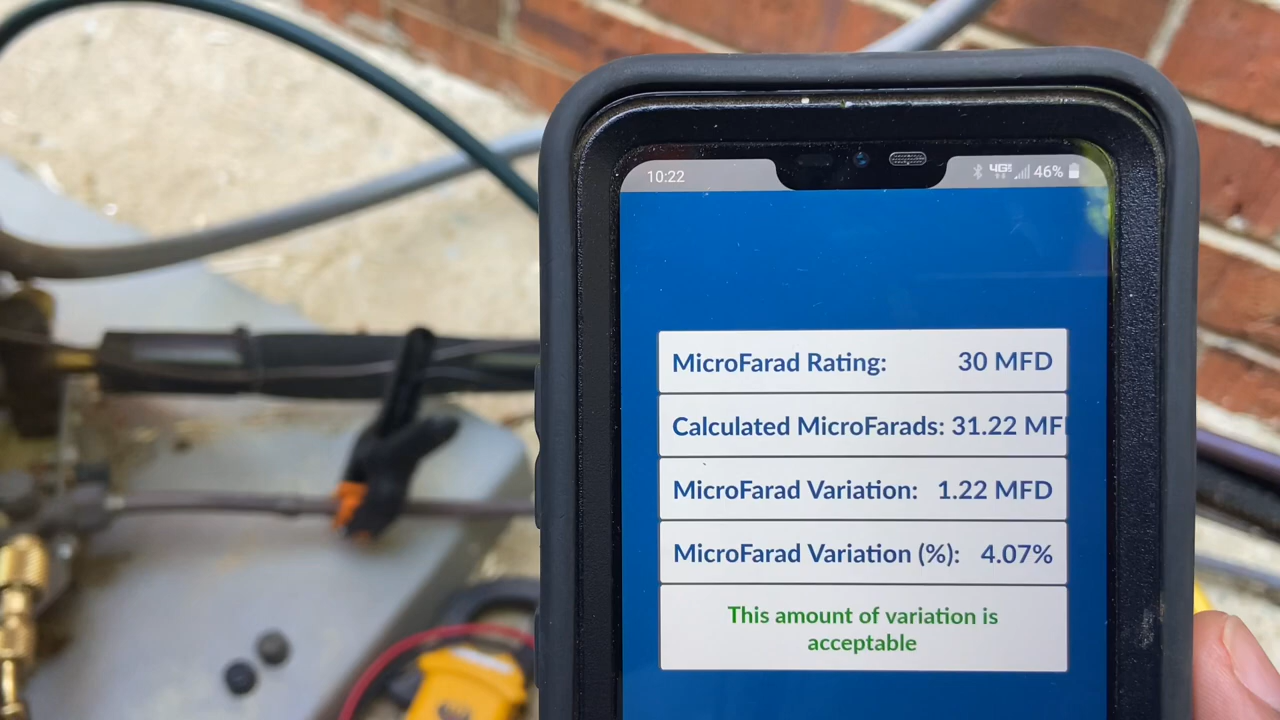 10:22 4G 46%
MicroFarad Rating: 30 MFD
Calculated MicroFarads: 31.22 MF
MicroFarad Variation: 1.22 MFD
MicroFarad Variation (%): 4.07%
This amount of variation is
acceptable